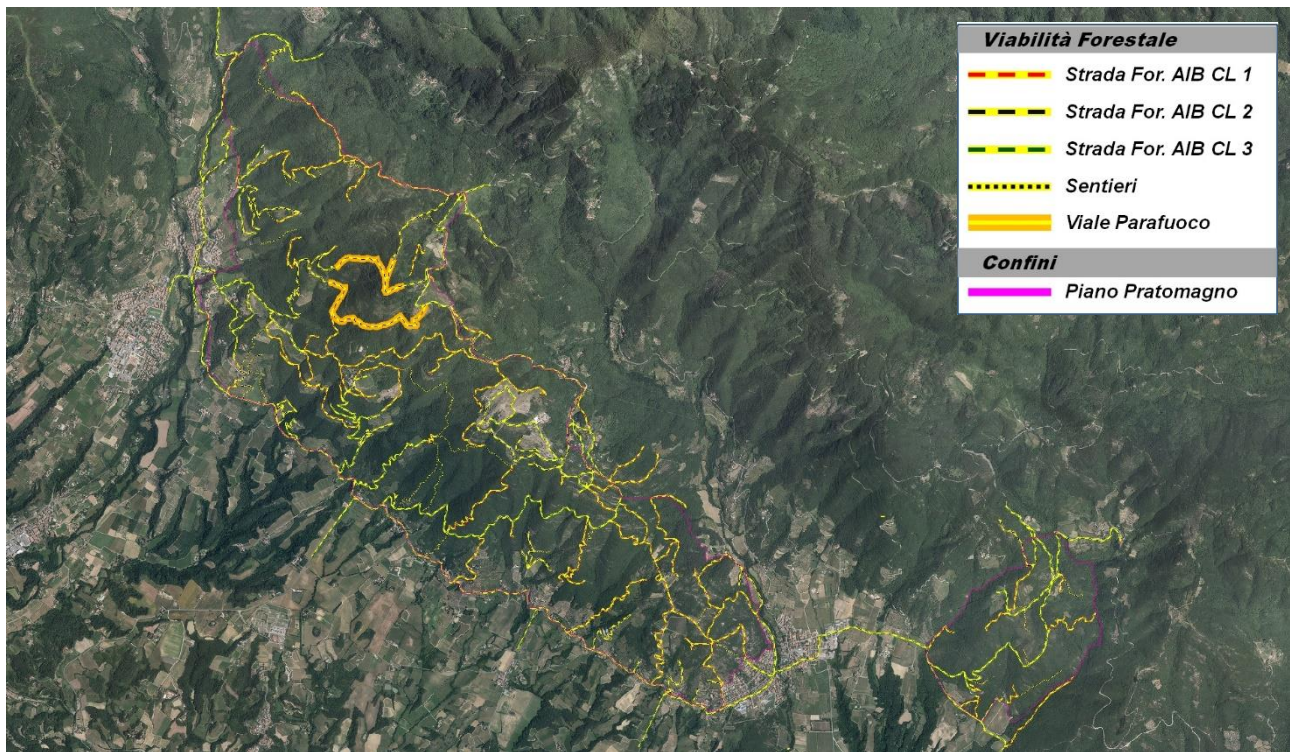 Viabilità Forestale
Strada For. AIB CL 1
Strada For. AIB CL 2
Strada For. AIB CL 3
Sentieri
Viale Parafuoco
Confini
Piano Pratomagno